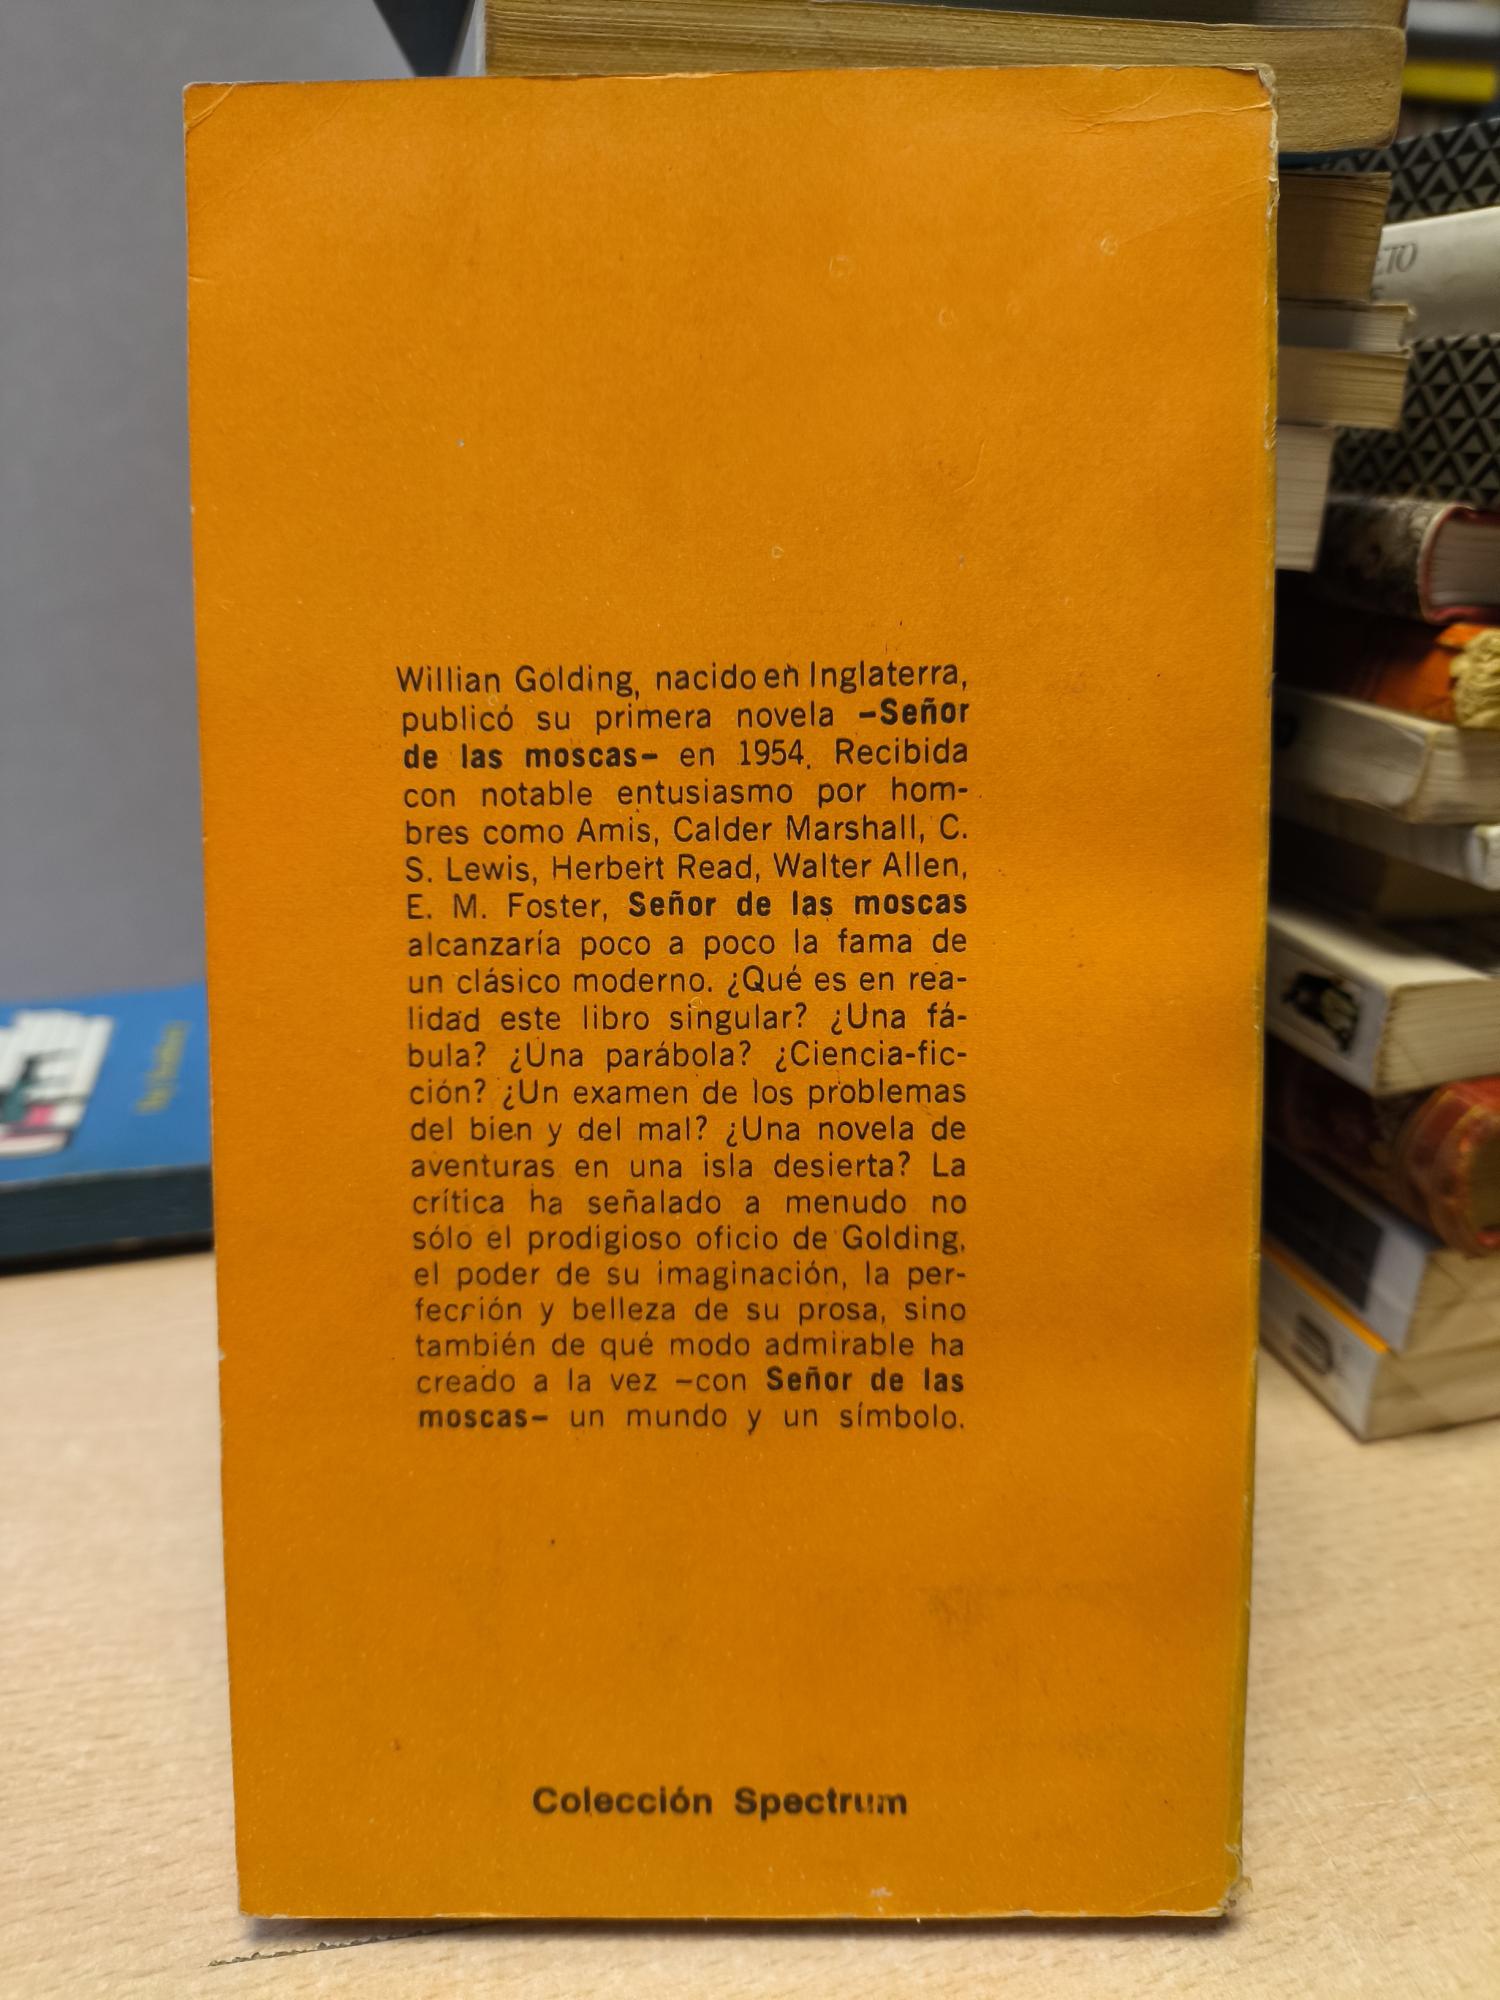 Willian Golding, nacido en Inglaterra,
publicó su primera novela –Señor
de las moscas– en 1954. Recibida
con notable entusiasmo por hom-
bres como Amis, Calder Marshall, C.
S. Lewis, Herbert Read, Walter Allen,
E. M. Foster, Señor de las moscas
alcanzaría poco a poco la fama de
un clásico moderno. ¿Qué es en rea-
lidad este libro singular? ¿Una fá-
bula? ¿Una parábola? ¿Ciencia-fic-
ción? ¿Un examen de los problemas
del bien y del mal? ¿Una novela de
aventuras en una isla desierta? La
crítica ha señalado a menudo no
sólo el prodigioso oficio de Golding,
el poder de su imaginación, la per-
fección y belleza de su prosa, sino
también de qué modo admirable ha
creado a la vez –con Señor de las
moscas– un mundo y un símbolo.
Colección Spectrum